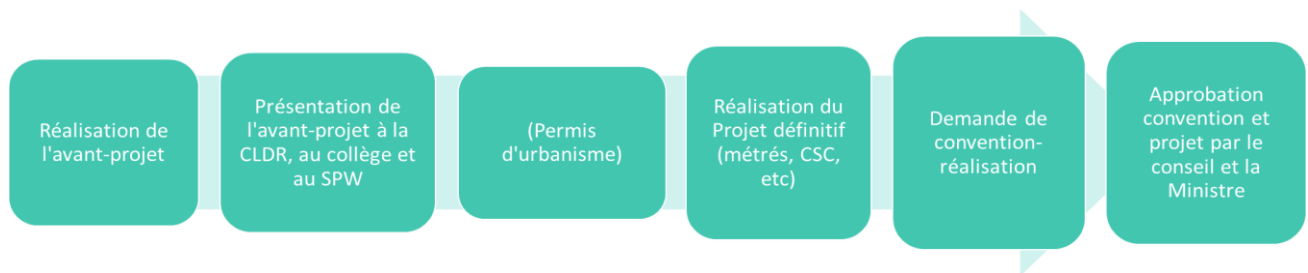 Réalisation de
l'avant-projet
Présentation de
l'avant-projet à la
CLDR, au collège et
au SPW
(Permis
d'urbanisme)
Réalisation du
Projet définitif
(métrés, CSC,
etc)
Demande de
convention-
réalisation
Approbation
convention et
projet par le
conseil et la
Ministre